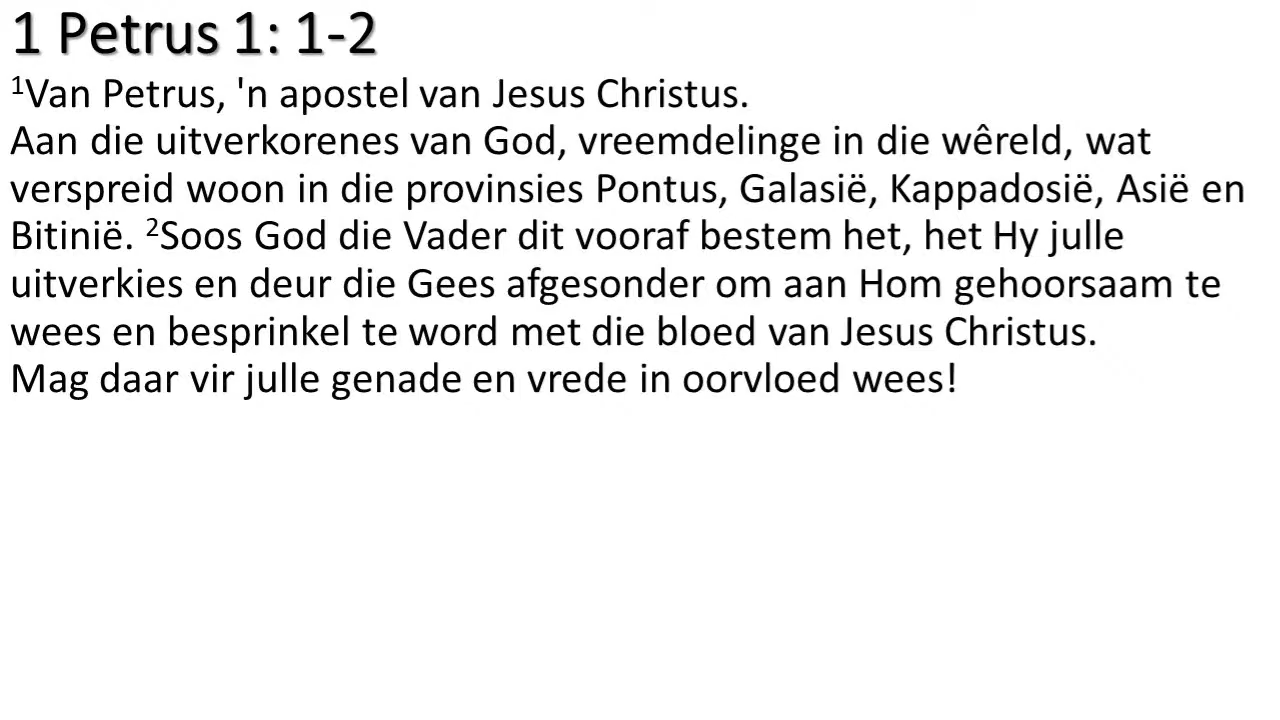 1 Petrus 1: 1-2
¹Van Petrus, 'n apostel van Jesus Christus.
Aan die uitverkorenes van God, vreemdelinge in die wêreld, wat
verspreid woon in die provinsies Pontus, Galasië, Kappadosië, Asië en
Bitinië. ²Soos God die Vader dit vooraf bestem het, het Hy julle
uitverkies en deur die Gees afgesonder om aan Hom gehoorsaam te
wees en besprinkel te word met die bloed van Jesus Christus.
Mag daar vir julle genade en vrede in oorvloed wees!